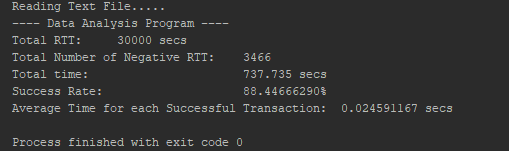 Reading Text File.....
---- Data Analysis Program ----
Total RTT: 30000 secs
Total Number of Negative RTT: 3466
Total time: 737.735 secs
Success Rate: 88.44666290%
Average Time for each Successful Transaction: 0.024591167 secs
Process finished with exit code 0